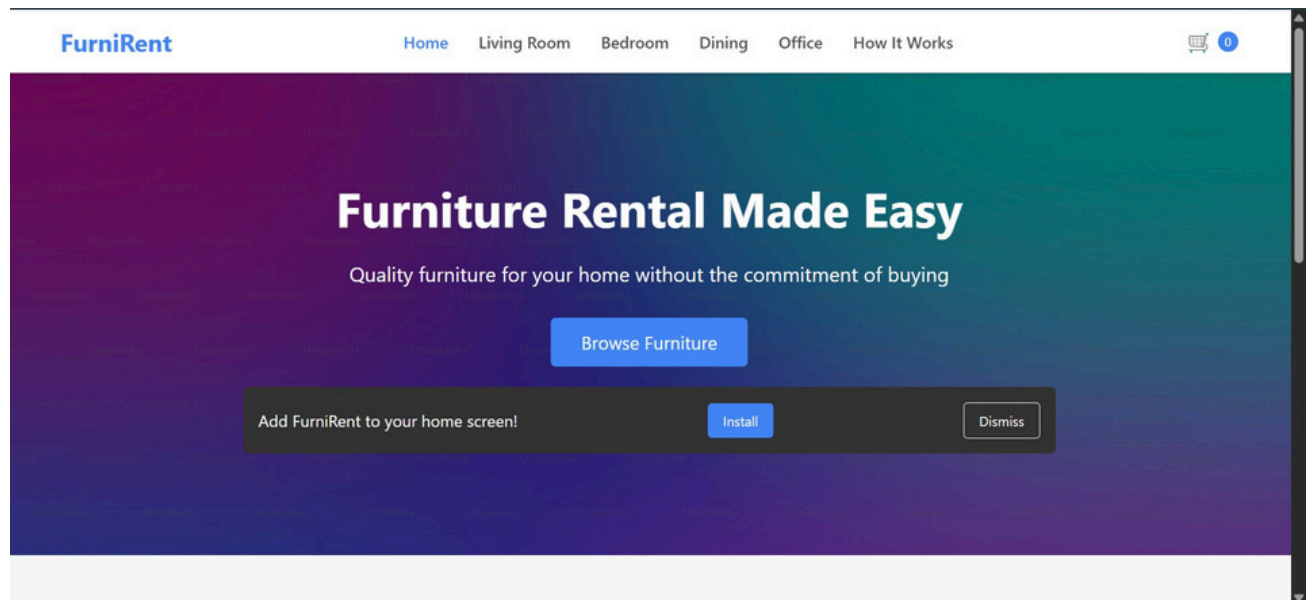 FurniRent
Home Living Room Bedroom Dining Office How It Works
0
Furniture Rental Made Easy
Quality furniture for your home without the commitment of buying
Browse Furniture
Add FurniRent to your home screen!
Install
Dismiss